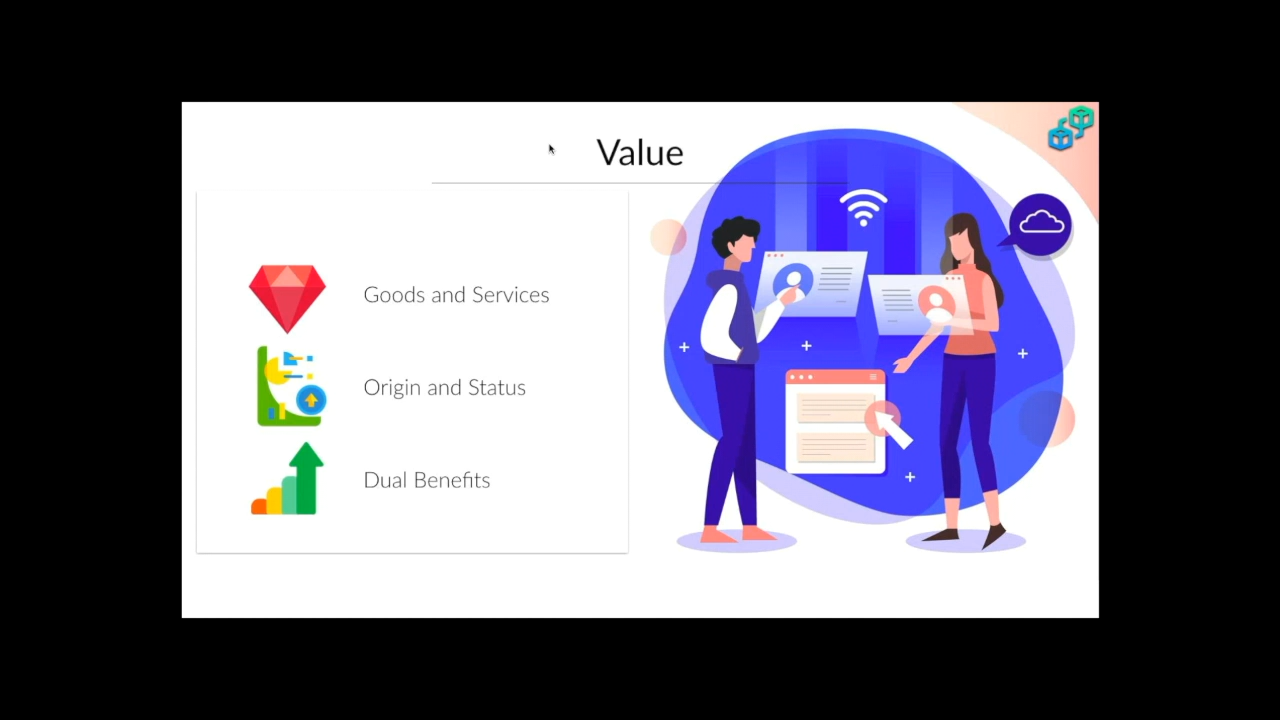 Value
Goods and Services
Origin and Status
Dual Benefits